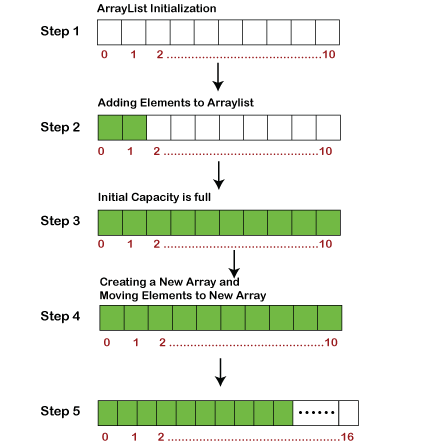 ArrayList Initialization
Step 1
0 1 2 ..............................................10
Adding Elements to Arraylist
Step 2
0 1 2 ..............................................10
Initial Capacity is full
Step 3
0 1 2 ..............................................10
Creating a New Array and
Moving Elements to New Array
Step 4
0 1 2 ..............................................10
Step 5
......
0 1 2 ...................................................16